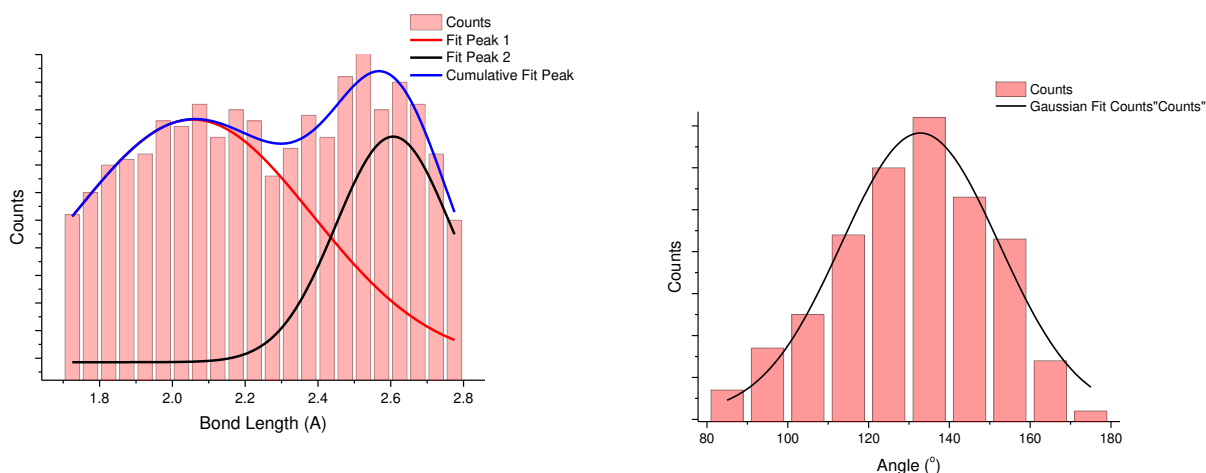 Counts
Fit Peak 1
Fit Peak 2
Cumulative Fit Peak
Counts
1.8 2.0 2.2 2.4 2.6 2.8
Bond Length (A)
Counts
Gaussian Fit Counts"Counts"
Counts
80 100 120 140 160 180
Angle (°)